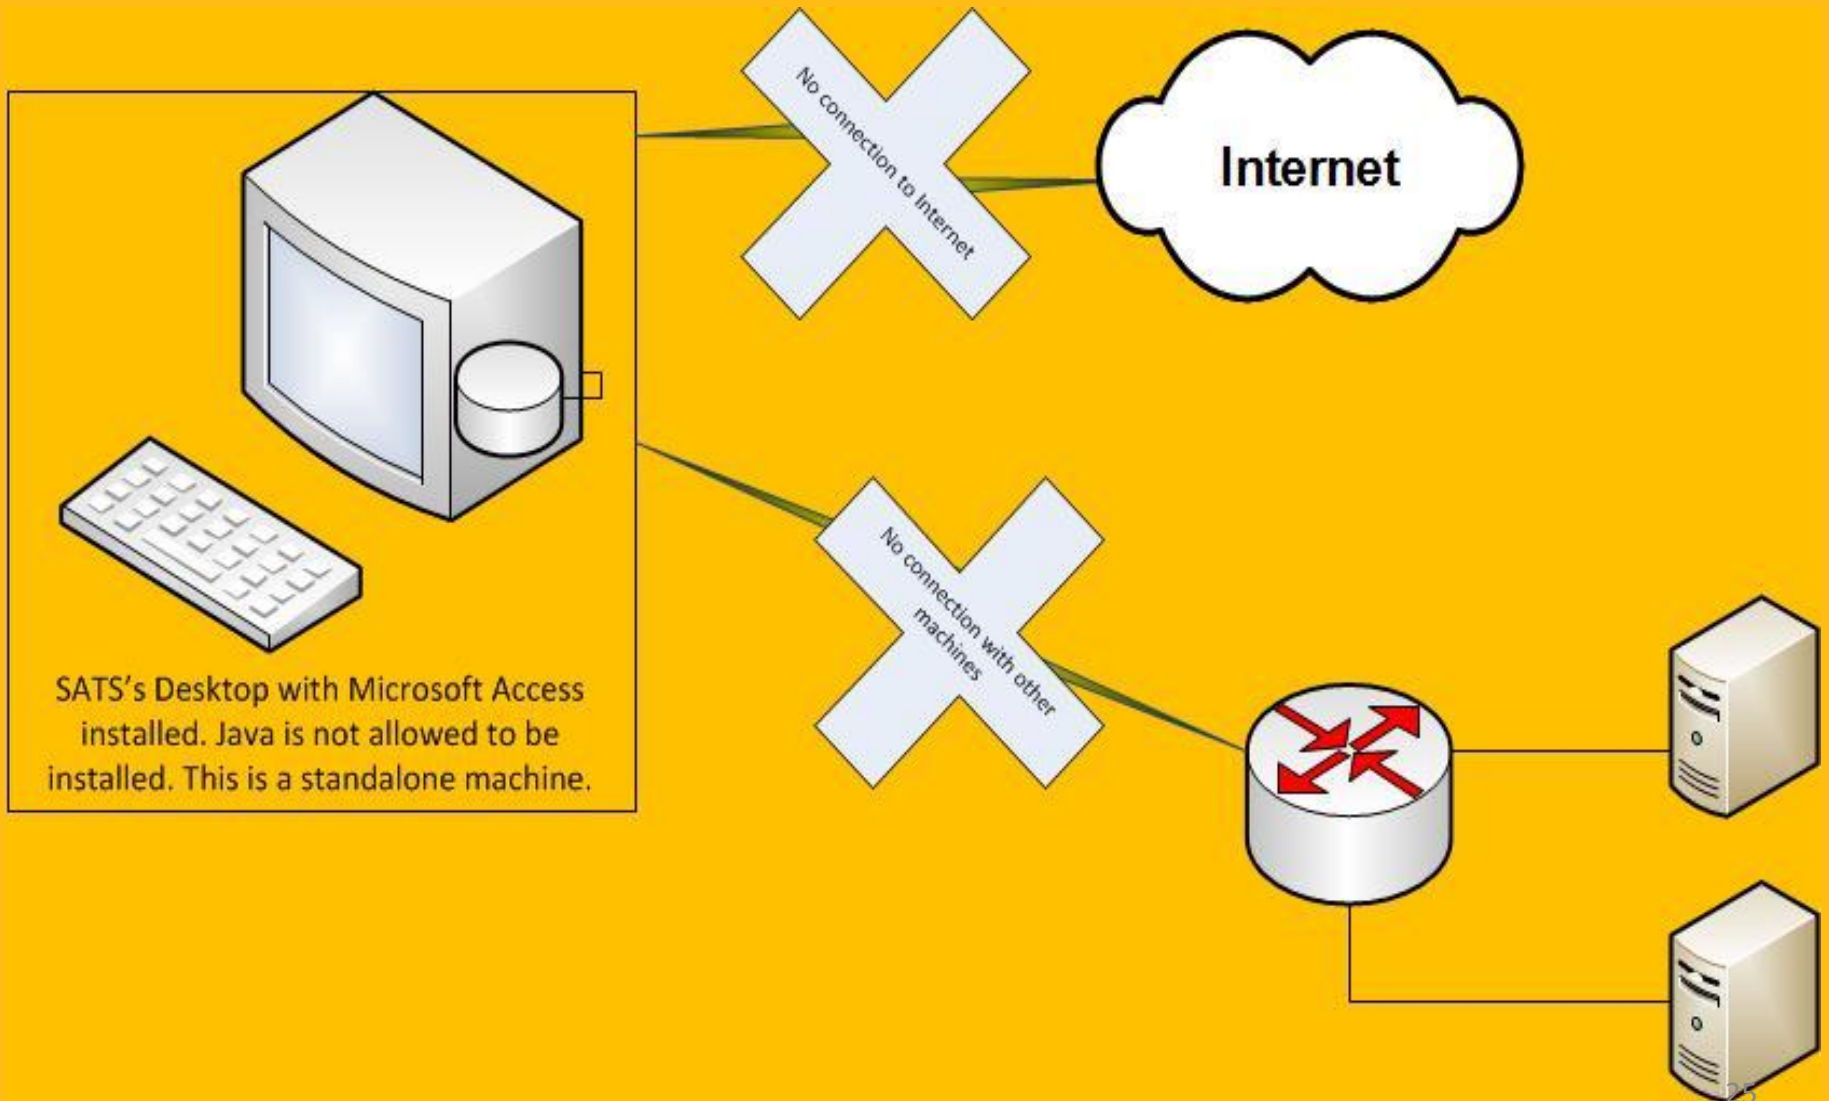 No connection to Internet
Internet
No connection with other
machines
SATS's Desktop with Microsoft Access
installed. Java is not allowed to be
installed. This is a standalone machine.
25